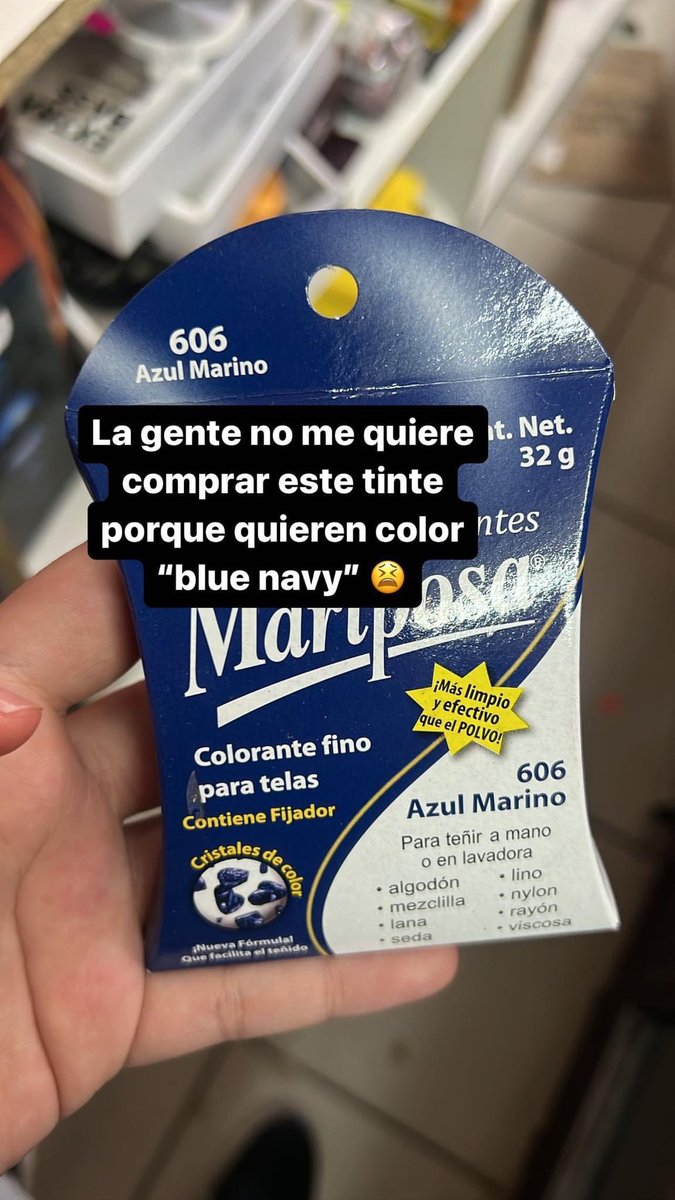 606
Azul Marino
t. Net.
32 g
La gente no me quiere
comprar este tinte
porque quieren color
“blue navy” 😫
ntes
Mariposa®
¡Más limpio
y efectivo
que el POLVO!
Colorante fino
para telas
Contiene Fijador
Cristales de color
¡Nueva Fórmula!
Que facilita el teñido
606
Azul Marino
Para teñir a mano
o en lavadora
• algodón
• mezclilla
• lana
• seda
• lino
• nylon
• rayón
• viscosa